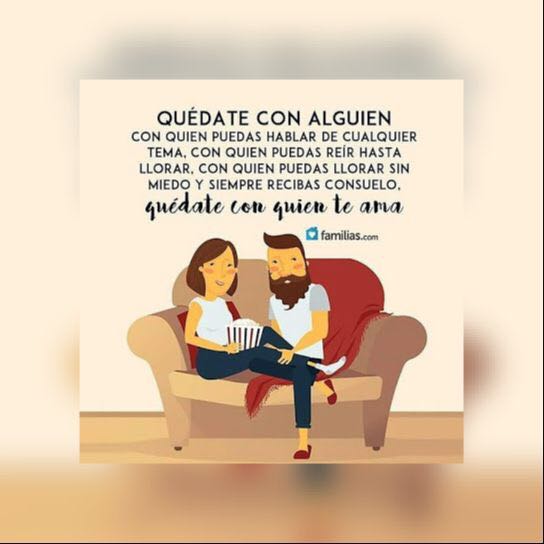 QUÉDATE CON ALGUIEN
CON QUIEN PUEDAS HABLAR DE CUALQUIER
TEMA, CON QUIEN PUEDAS REÍR HASTA
LLORAR, CON QUIEN PUEDAS LLORAR SIN
MIEDO Y SIEMPRE RECIBAS CONSUELO,
quédate con quien te ama
familias.com